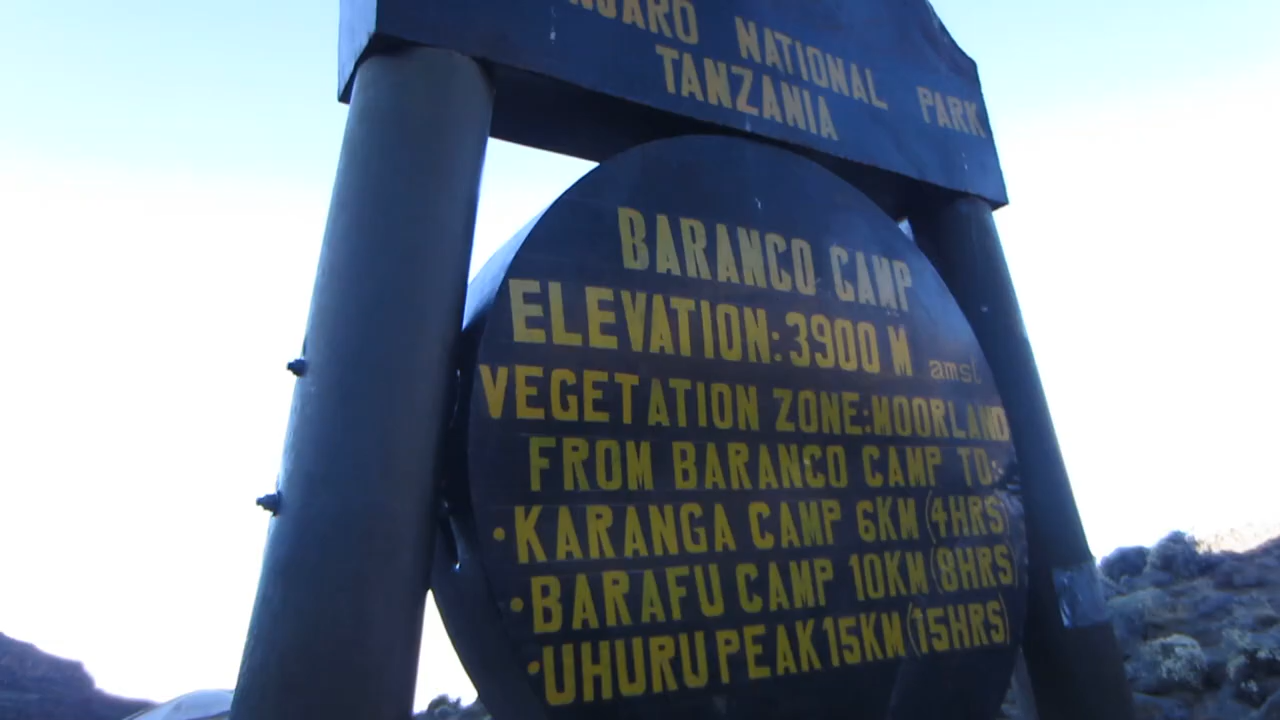 NJARO NATIONAL PARK
TANZANIA
BARANCO CAMP
ELEVATION: 3900 M amsl
VEGETATION ZONE: MOORLAND
FROM BARANCO CAMP TO:
• KARANGA CAMP 6KM (4HRS)
• BARAFU CAMP 10KM (8HRS)
• UHURU PEAK 15KM (15HRS)